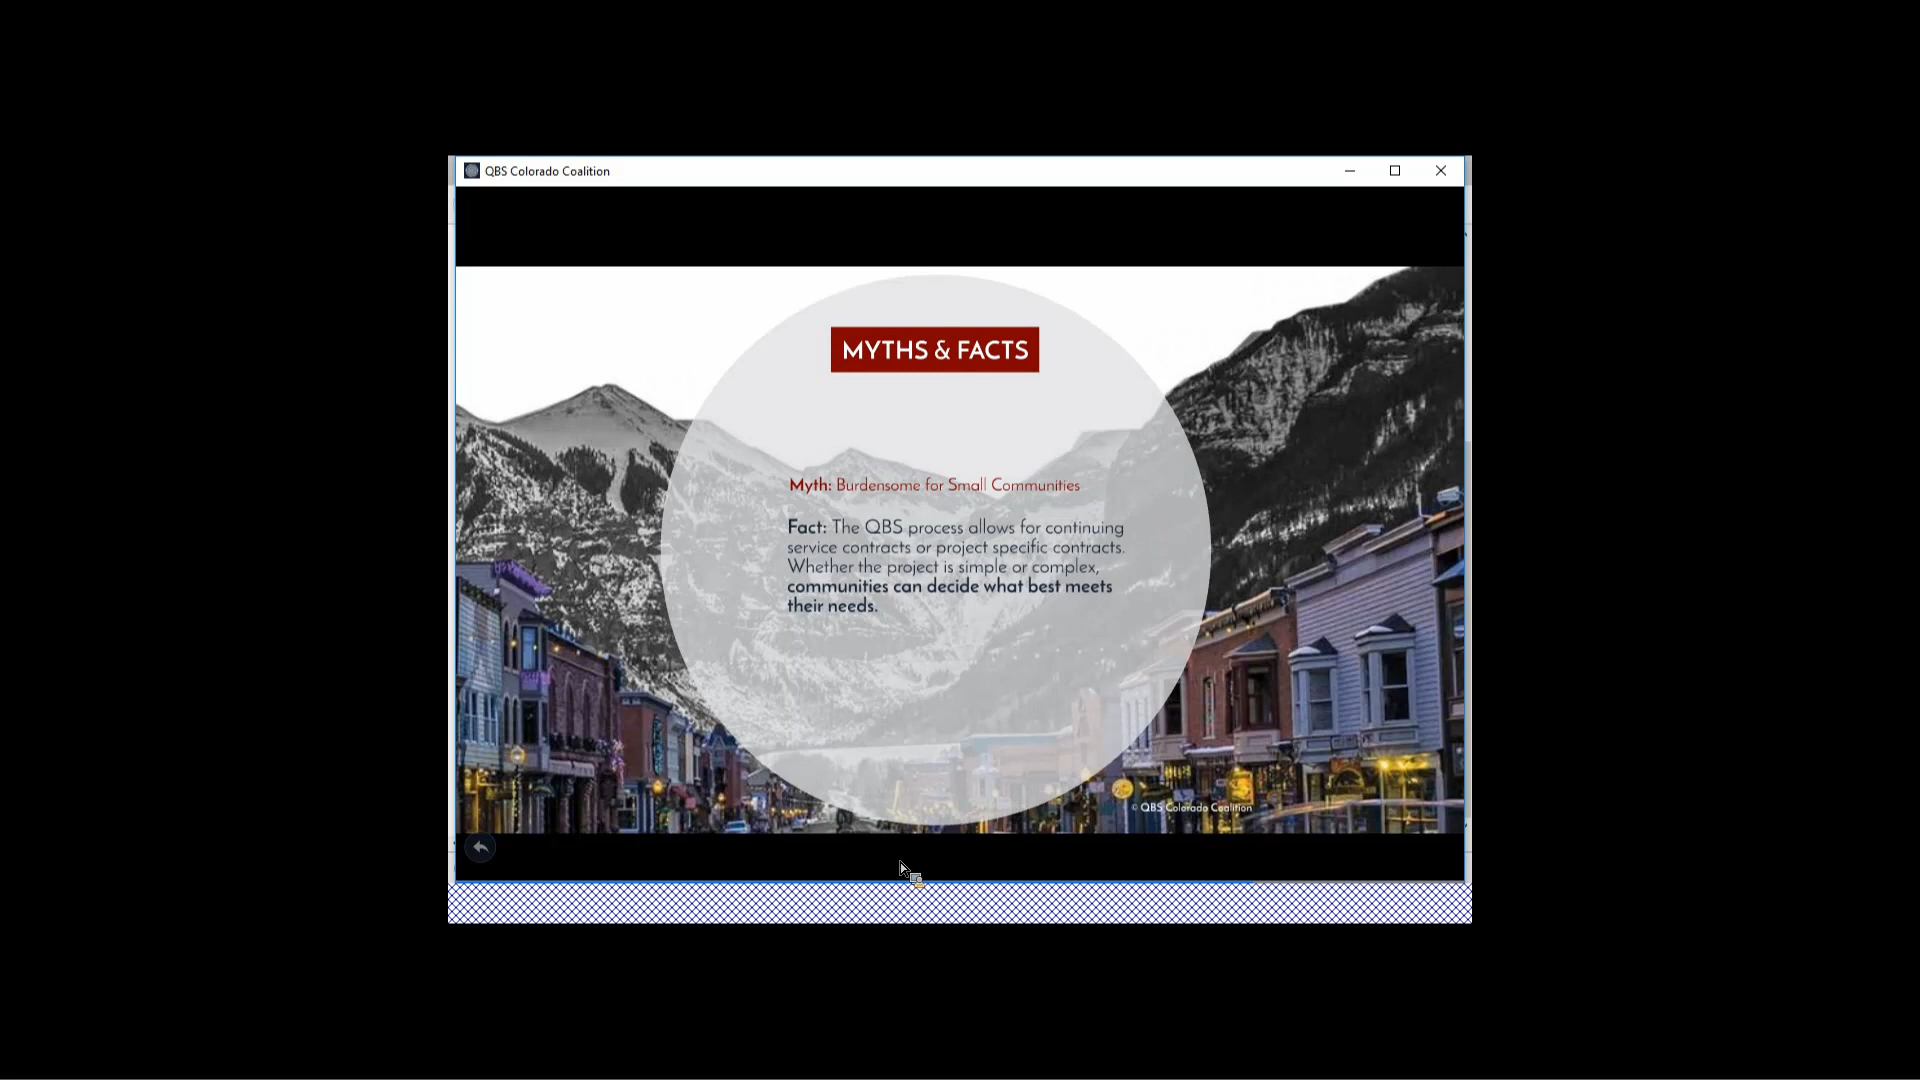 QBS Colorado Coalition
MYTHS & FACTS
Myth: Burdensome for Small Communities
Fact: The QBS process allows for continuing
service contracts or project specific contracts.
Whether the project is simple or complex,
communities can decide what best meets
their needs.
© QBS Colorado Coalition